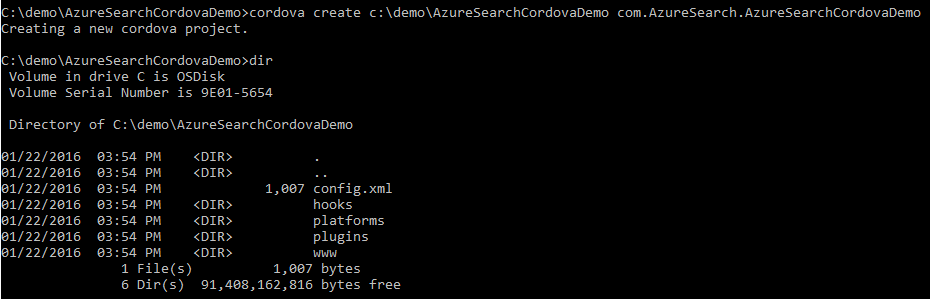 C:\demo\AzureSearchCordovaDemo>cordova create c:\demo\AzureSearchCordovaDemo com.AzureSearch.AzureSearchCordovaDemo
Creating a new cordova project.
C:\demo\AzureSearchCordovaDemo>dir
Volume in drive C is OSDisk
Volume Serial Number is 9E01-5654
Directory of C:\demo\AzureSearchCordovaDemo
01/22/2016  03:54 PM    <DIR>          .
01/22/2016  03:54 PM    <DIR>          ..
01/22/2016  03:54 PM             1,007 config.xml
01/22/2016  03:54 PM    <DIR>          hooks
01/22/2016  03:54 PM    <DIR>          platforms
01/22/2016  03:54 PM    <DIR>          plugins
01/22/2016  03:54 PM    <DIR>          www
1 File(s)          1,007 bytes
6 Dir(s)  91,408,162,816 bytes free